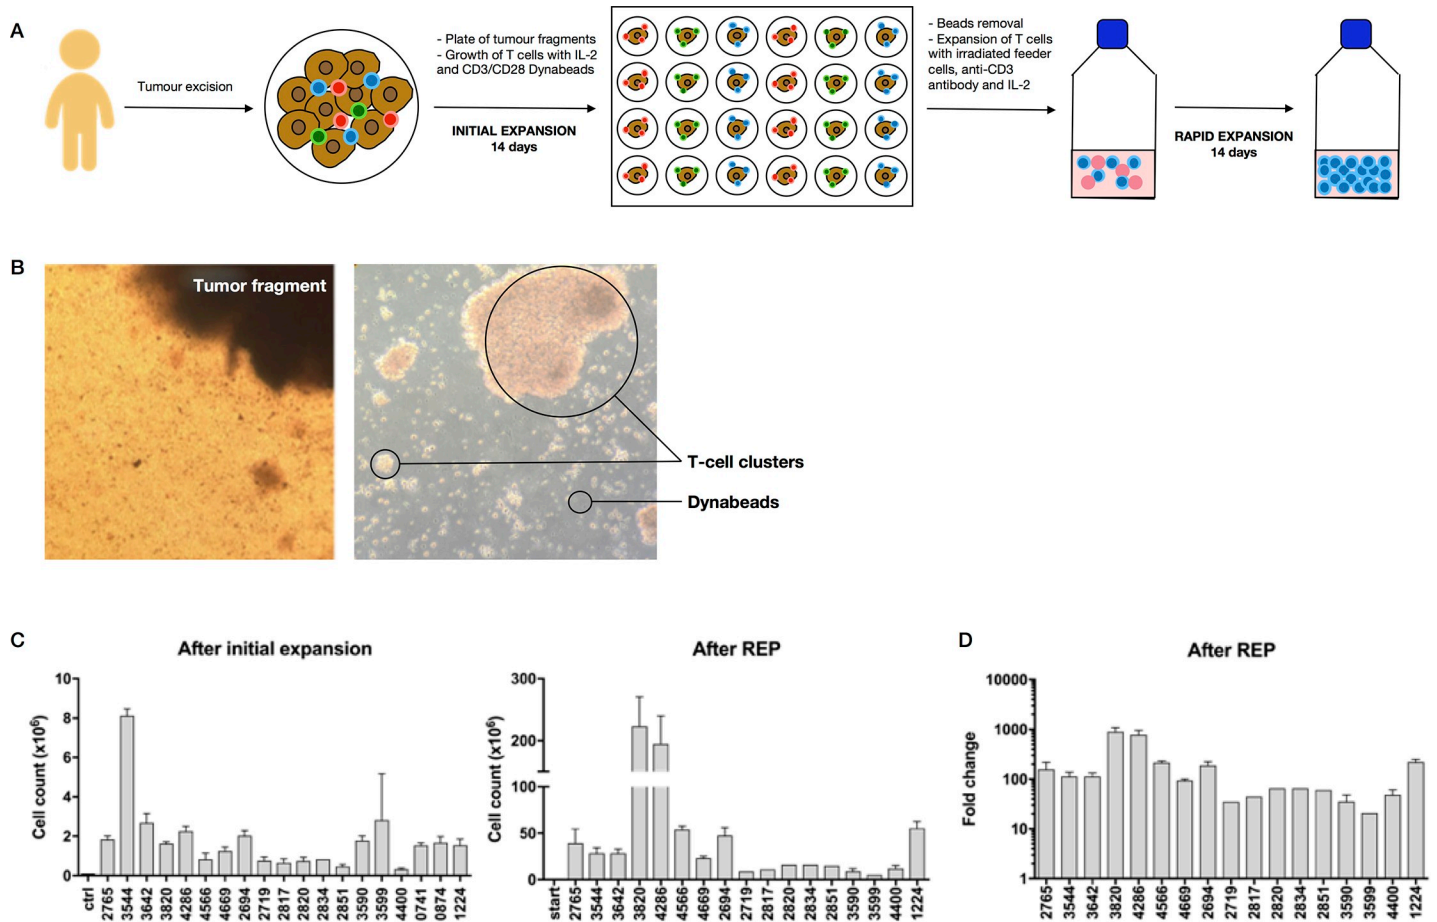 A
Tumour excision
- Plate of tumour fragments
- Growth of T cells with IL-2
and CD3/CD28 Dynabeads
INITIAL EXPANSION
14 days
- Beads removal
- Expansion of T cells
with irradiated feeder
cells, anti-CD3
antibody and IL-2
RAPID EXPANSION
14 days
B
Tumor fragment
T-cell clusters
Dynabeads
C
After initial expansion
Cell count (x10⁶)
10
8
6
4
2
0
ctrl 2765 3544 3642 3820 4286 4566 4669 2694 2719 2817 2820 2834 2851 3590 3599 4400 0741 0874 1224
After REP
Cell count (x10⁶)
300
200
100
50
0
start 2765 3544 3642 3820 4286 4566 4669 2694 2719 2817 2820 2834 2851 3590 3599 4400 1224
D
After REP
Fold change
10000
1000
100
10
1
2765 3544 3642 3820 4286 4566 4669 2694 2719 2817 2820 2834 2851 3590 3599 4400 1224